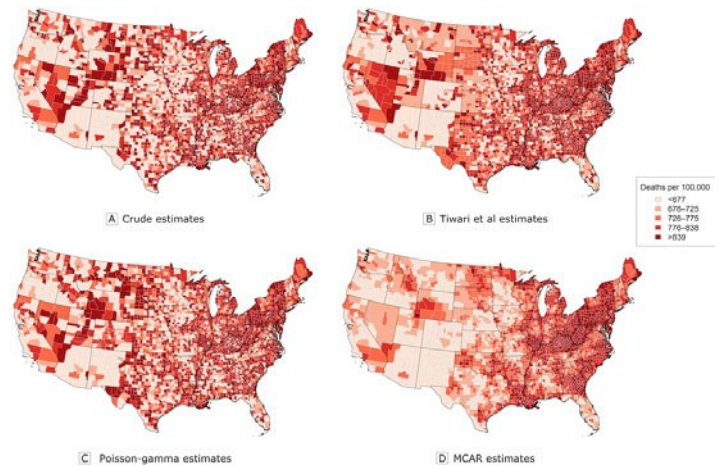 A Crude estimates
B Tiwari et al estimates
Deaths per 100,000
<677
678–725
726–775
776–838
>839
C Poisson-gamma estimates
D MCAR estimates